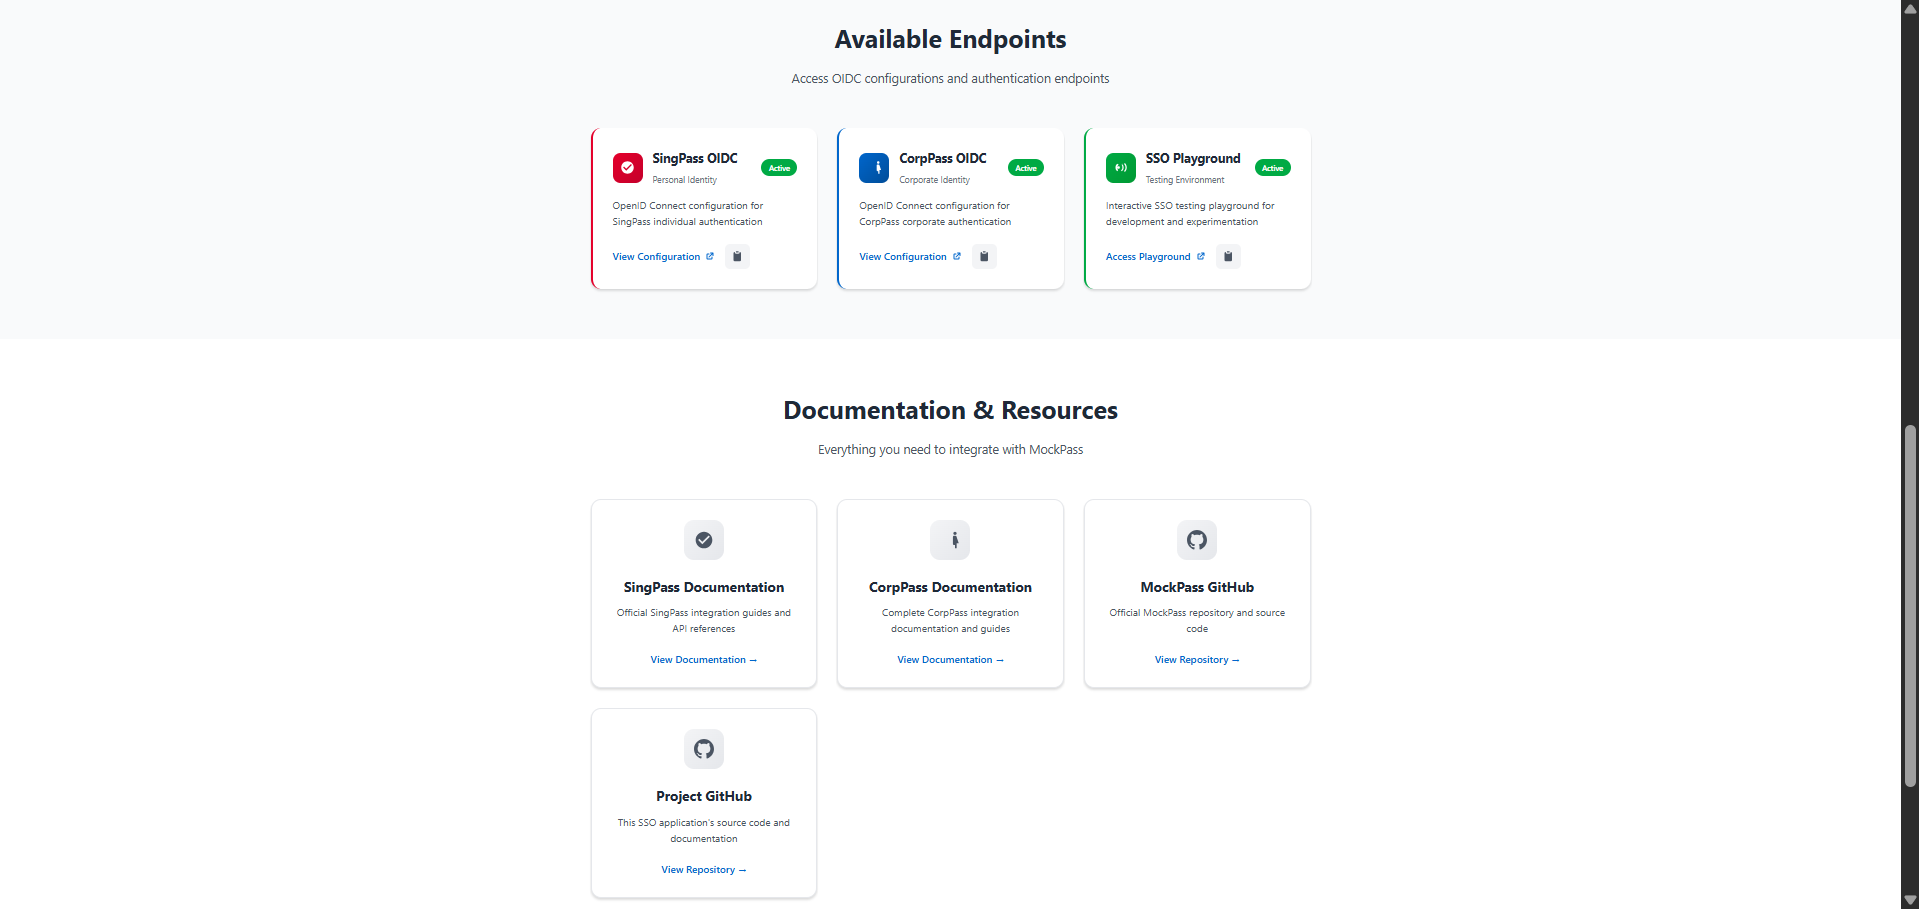 Available Endpoints
Access OIDC configurations and authentication endpoints
SingPass OIDC
Personal Identity
Active
OpenID Connect configuration for
SingPass individual authentication
View Configuration
CorpPass OIDC
Corporate Identity
Active
OpenID Connect configuration for
CorpPass corporate authentication
View Configuration
SSO Playground
Testing Environment
Active
Interactive SSO testing playground for
development and experimentation
Access Playground
Documentation & Resources
Everything you need to integrate with MockPass
SingPass Documentation
Official SingPass integration guides and
API references
View Documentation →
CorpPass Documentation
Complete CorpPass integration
documentation and guides
View Documentation →
MockPass GitHub
Official MockPass repository and source
code
View Repository →
Project GitHub
This SSO application's source code and
documentation
View Repository →